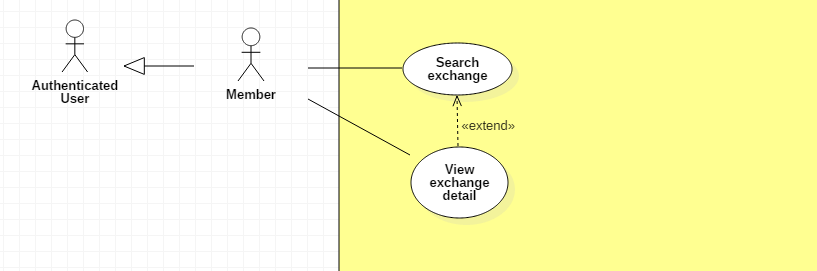 Authenticated
User
Member
Search
exchange
«extend»
View
exchange
detail